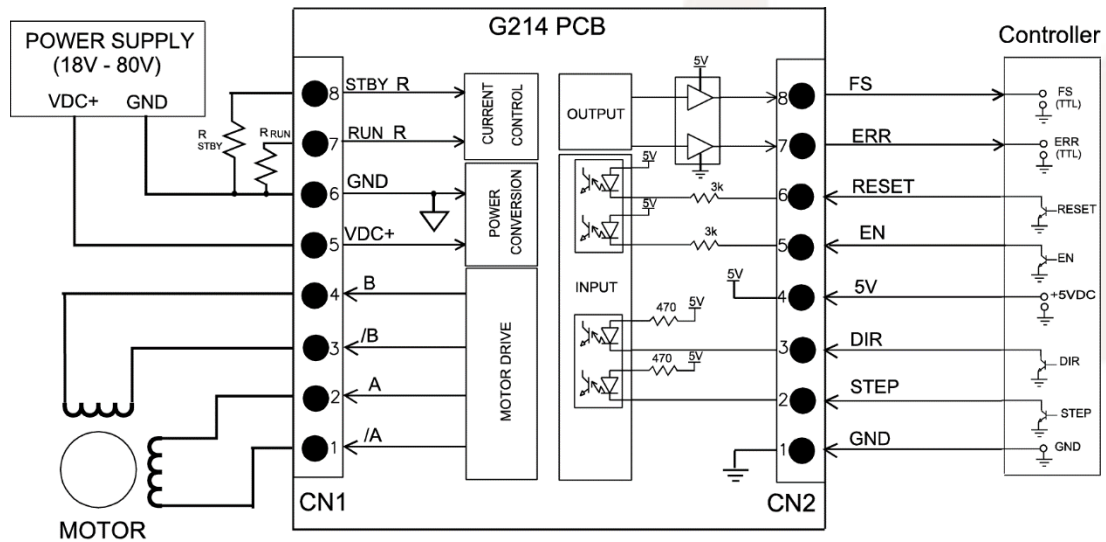 G214 PCB
POWER SUPPLY
(18V - 80V)
VDC+ GND
R
STBY
R RUN
8 STBY R
7 RUN R
6 GND
5 VDC+
4 B
3 /B
2 A
1 /A
CURRENT
CONTROL
POWER
CONVERSION
MOTOR DRIVE
MOTOR
CN1
OUTPUT
5V
INPUT
5V
3k
5V
3k
5V
470 5V
470 5V
8 FS
7 ERR
6 RESET
5 EN
4 5V
3 DIR
2 STEP
1 GND
CN2
Controller
FS
(TTL)
ERR
(TTL)
RESET
EN
+5VDC
DIR
STEP
GND